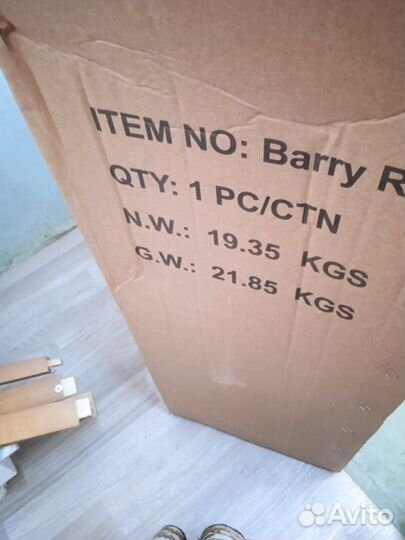 ITEM NO: Barry R
QTY: 1 PC/CTN
N.W.: 19.35 KGS
G.W.: 21.85 KGS
Avito